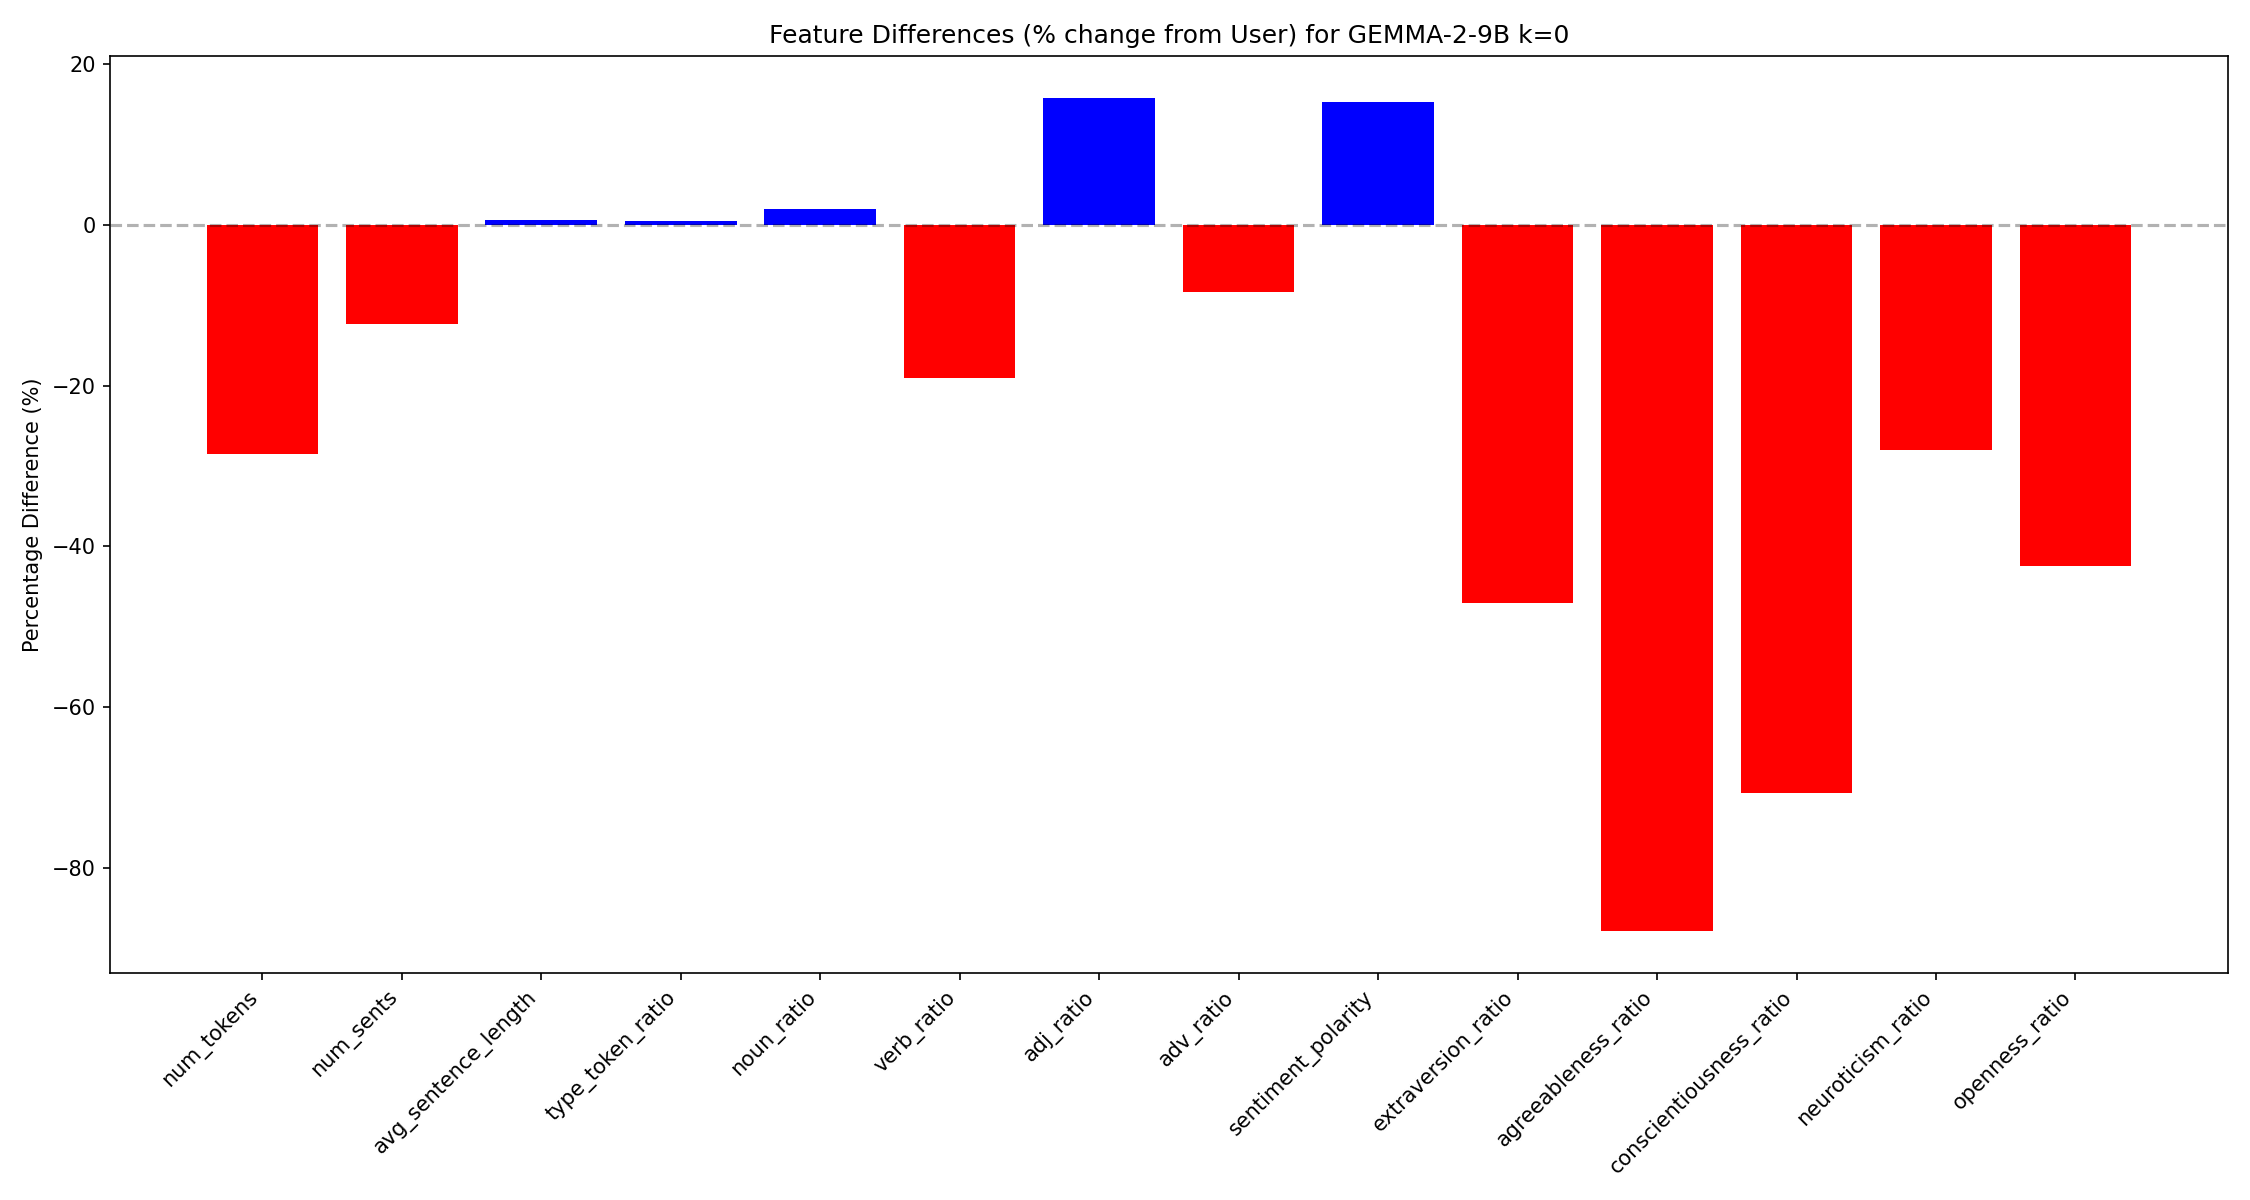 Feature Differences (% change from User) for GEMMA-2-9B k=0
Percentage Difference (%)
20
0
−20
−40
−60
−80
num_tokens
num_sents
avg_sentence_length
type_token_ratio
noun_ratio
verb_ratio
adj_ratio
adv_ratio
sentiment_polarity
extraversion_ratio
agreeableness_ratio
conscientiousness_ratio
neuroticism_ratio
openness_ratio